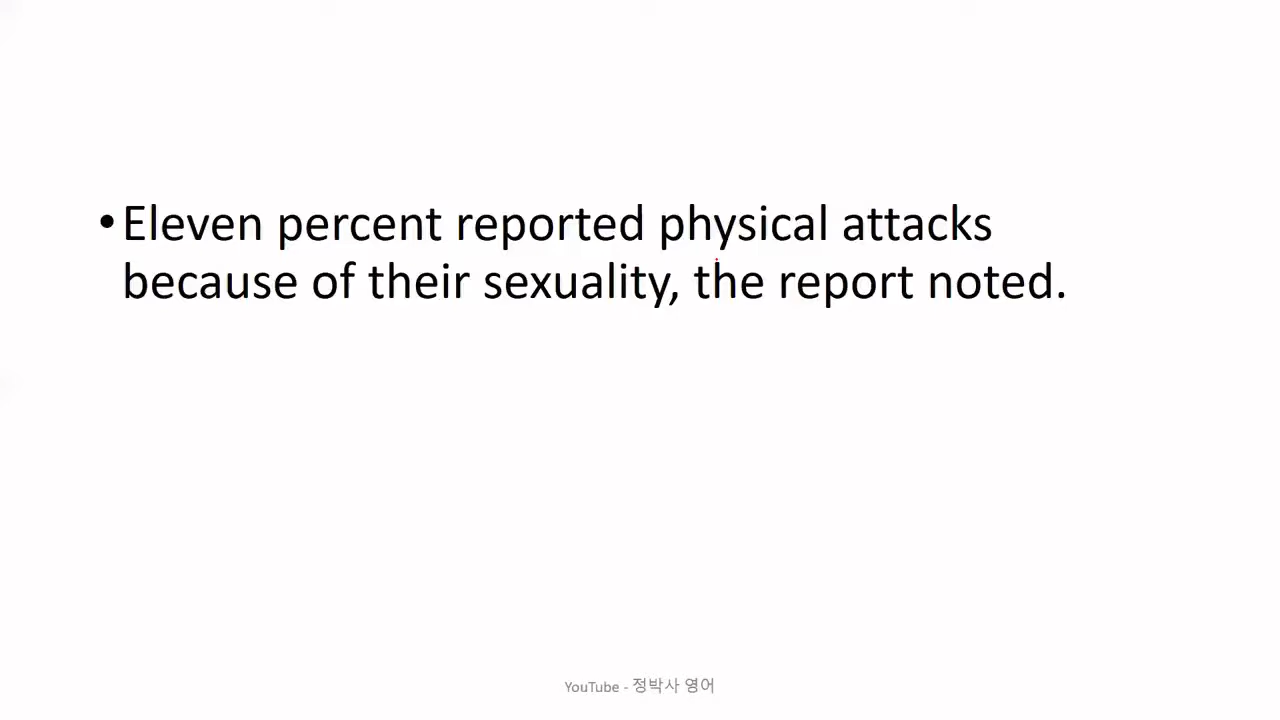 •Eleven percent reported physical attacks
because of their sexuality, the report noted.
YouTube - 정박사 영어